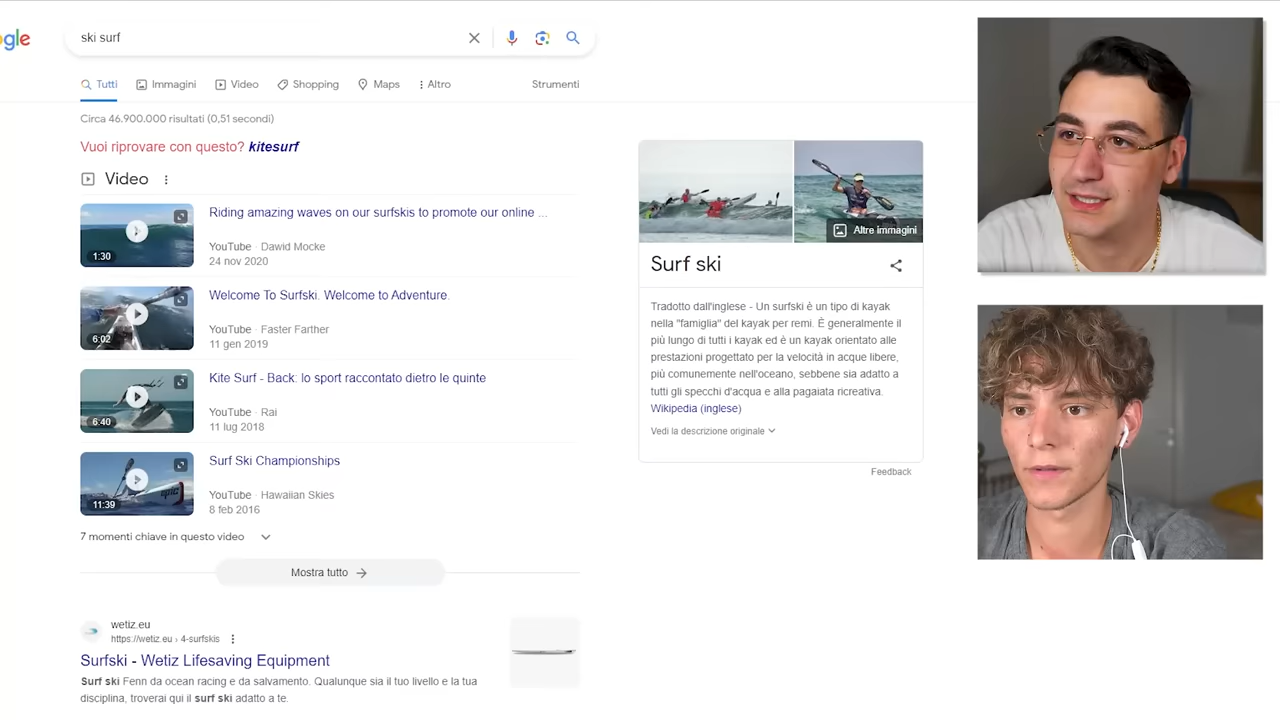 ogle
ski surf
Tutti
Immagini
Video
Shopping
Maps
Altro
Strumenti
Circa 46.900.000 risultati (0,51 secondi)
Vuoi riprovare con questo? kitesurf
Video
Riding amazing waves on our surfskis to promote our online ...
YouTube · Dawid Mocke
24 nov 2020
1:30
Welcome To Surfski. Welcome to Adventure.
YouTube · Faster Farther
11 gen 2019
6:02
Kite Surf - Back: lo sport raccontato dietro le quinte
YouTube · Rai
11 lug 2018
6:40
Surf Ski Championships
YouTube · Hawaiian Skies
8 feb 2016
11:39
7 momenti chiave in questo video
Mostra tutto
wetiz.eu
https://wetiz.eu › 4-surfskis
Surfski - Wetiz Lifesaving Equipment
Surf ski Fenn da ocean racing e da salvamento. Qualunque sia il tuo livello e la tua
disciplina, troverai qui il surf ski adatto a te.
Altre immagini
Surf ski
Tradotto dall'inglese - Un surfski è un tipo di kayak
nella "famiglia" del kayak per remi. È generalmente il
più lungo di tutti i kayak ed è un kayak orientato alle
prestazioni progettato per la velocità in acque libere,
più comunemente nell'oceano, sebbene sia adatto a
tutti gli specchi d'acqua e alla pagaiata ricreativa.
Wikipedia (inglese)
Vedi la descrizione originale
Feedback